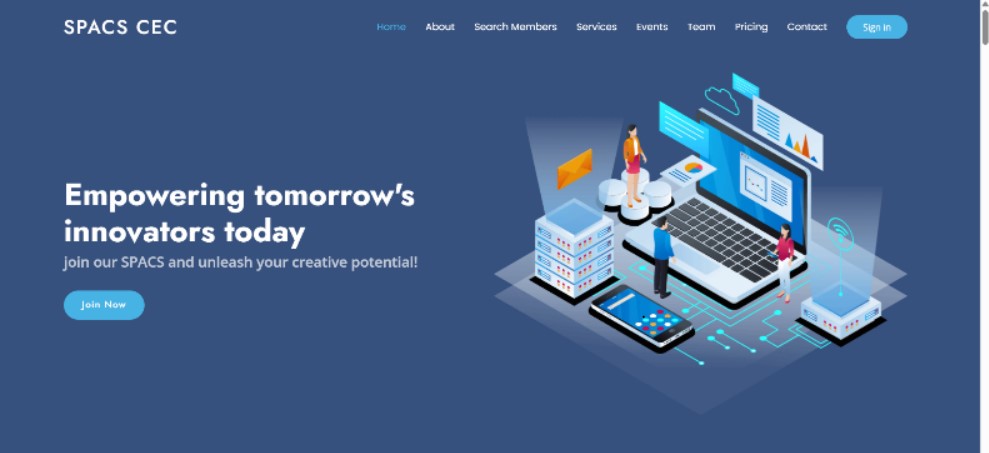 SPACS CEC
Home About Search Members Services Events Team Pricing Contact Sign In
Empowering tomorrow's
innovators today
join our SPACS and unleash your creative potential!
Join Now